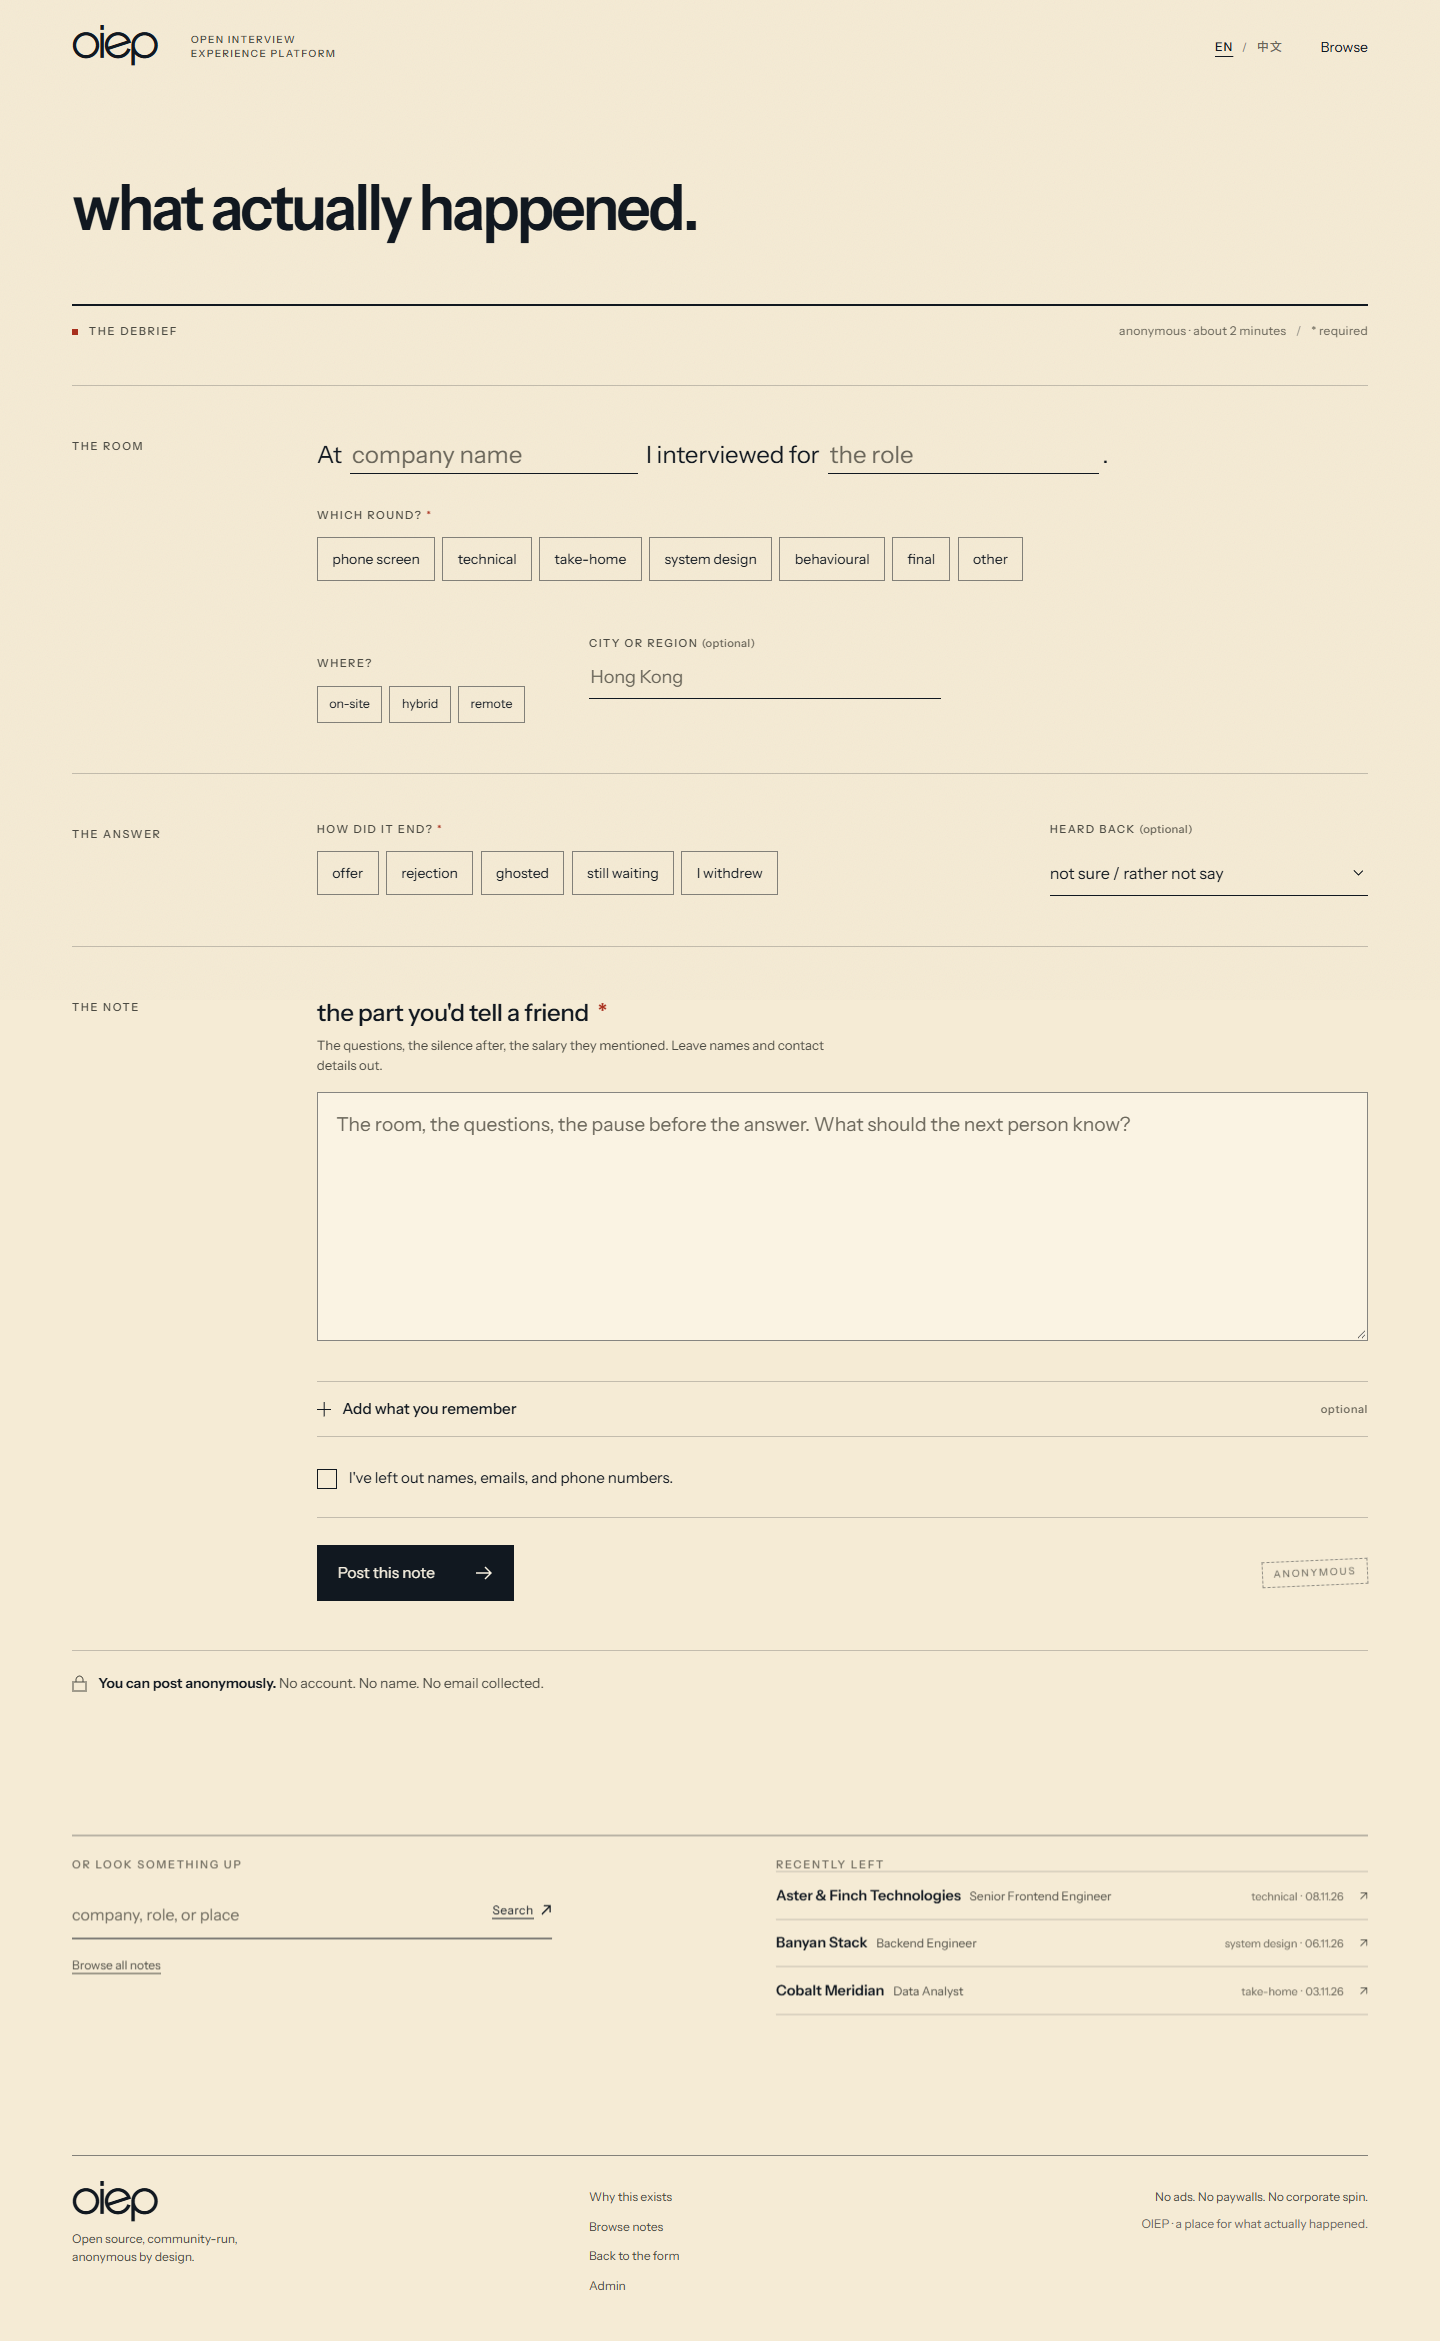 oiep
OPEN INTERVIEW
EXPERIENCE PLATFORM
EN / 中文
Browse
what actually happened.
THE DEBRIEF
anonymous · about 2 minutes / * required
THE ROOM
At company name I interviewed for the role .
WHICH ROUND? *
phone screen technical take-home system design behavioural final other
WHERE?
on-site hybrid remote
CITY OR REGION (optional)
Hong Kong
THE ANSWER
HOW DID IT END? *
offer rejection ghosted still waiting I withdrew
HEARD BACK (optional)
not sure / rather not say
THE NOTE
the part you'd tell a friend *
The questions, the silence after, the salary they mentioned. Leave names and contact
details out.
The room, the questions, the pause before the answer. What should the next person know?
Add what you remember
optional
I've left out names, emails, and phone numbers.
Post this note →
ANONYMOUS
You can post anonymously. No account. No name. No email collected.
OR LOOK SOMETHING UP
company, role, or place
Search ↗
Browse all notes
RECENTLY LEFT
Aster & Finch Technologies Senior Frontend Engineer technical · 08.11.26 ↗
Banyan Stack Backend Engineer system design · 06.11.26 ↗
Cobalt Meridian Data Analyst take-home · 03.11.26 ↗
oiep
Open source, community-run,
anonymous by design.
Why this exists
Browse notes
Back to the form
Admin
No ads. No paywalls. No corporate spin.
OIEP · a place for what actually happened.